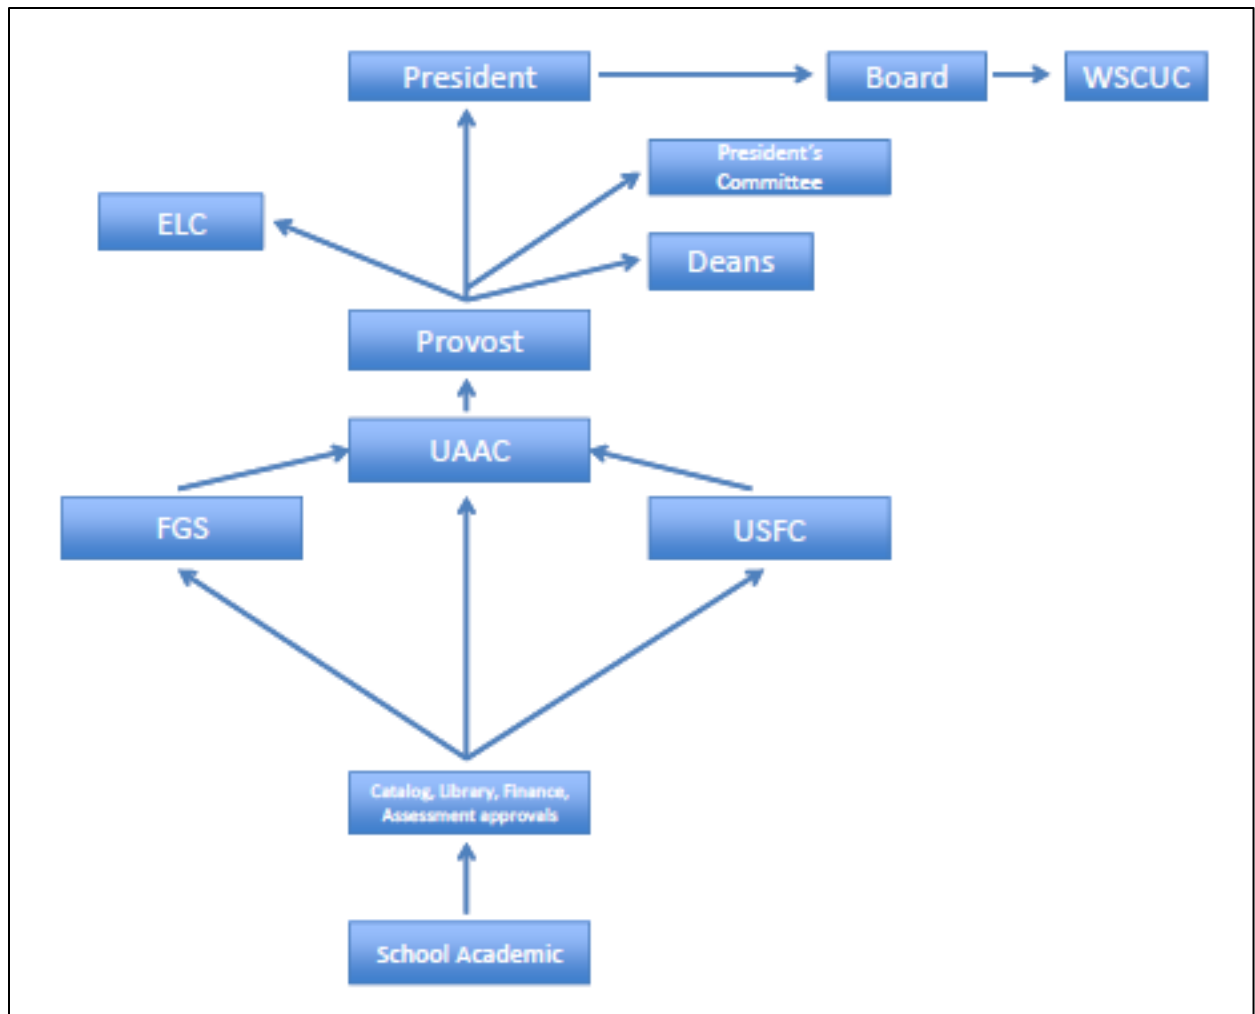 President
Board
WSCUC
President's
Committee
ELC
Deans
Provost
UAAC
FGS
USFC
Catalog, Library, Finance,
Assessment approvals
School Academic